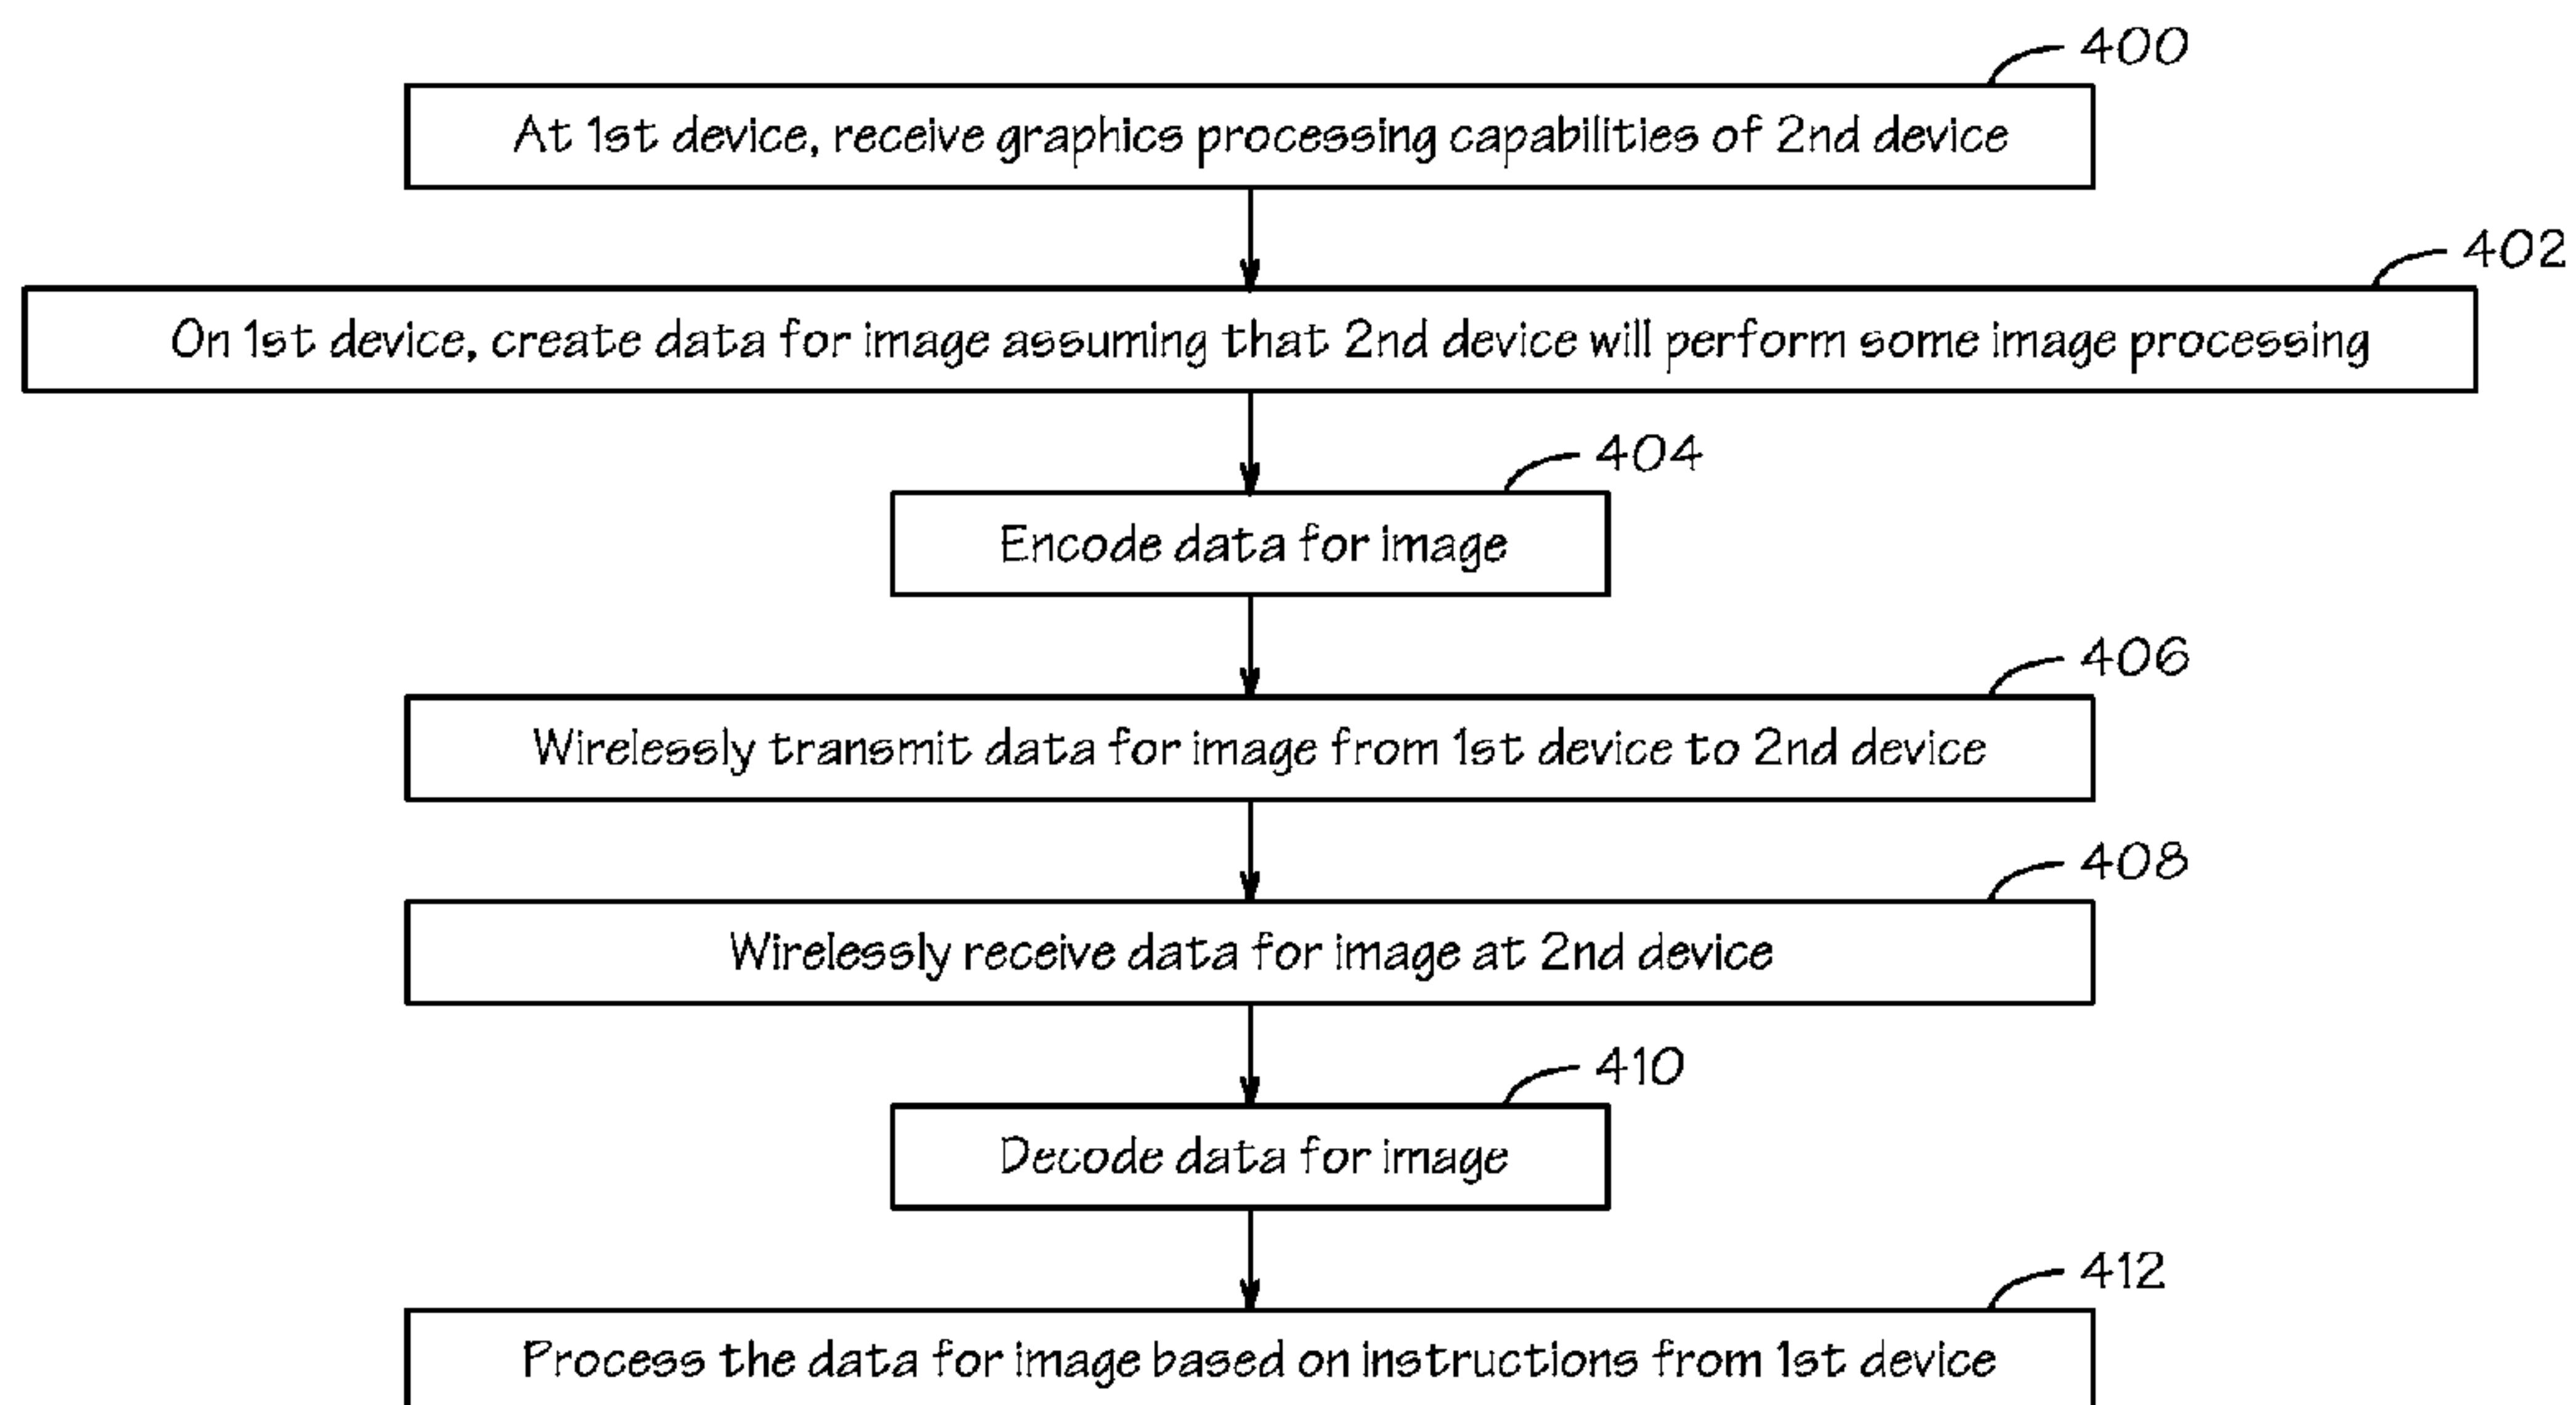 400
At 1st device, receive graphics processing capabilities of 2nd device
402
On 1st device, create data for image assuming that 2nd device will perform some image processing
404
Encode data for image
406
Wirelessly transmit data for image from 1st device to 2nd device
408
Wirelessly receive data for image at 2nd device
410
Decode data for image
412
Process the data for image based on instructions from 1st device